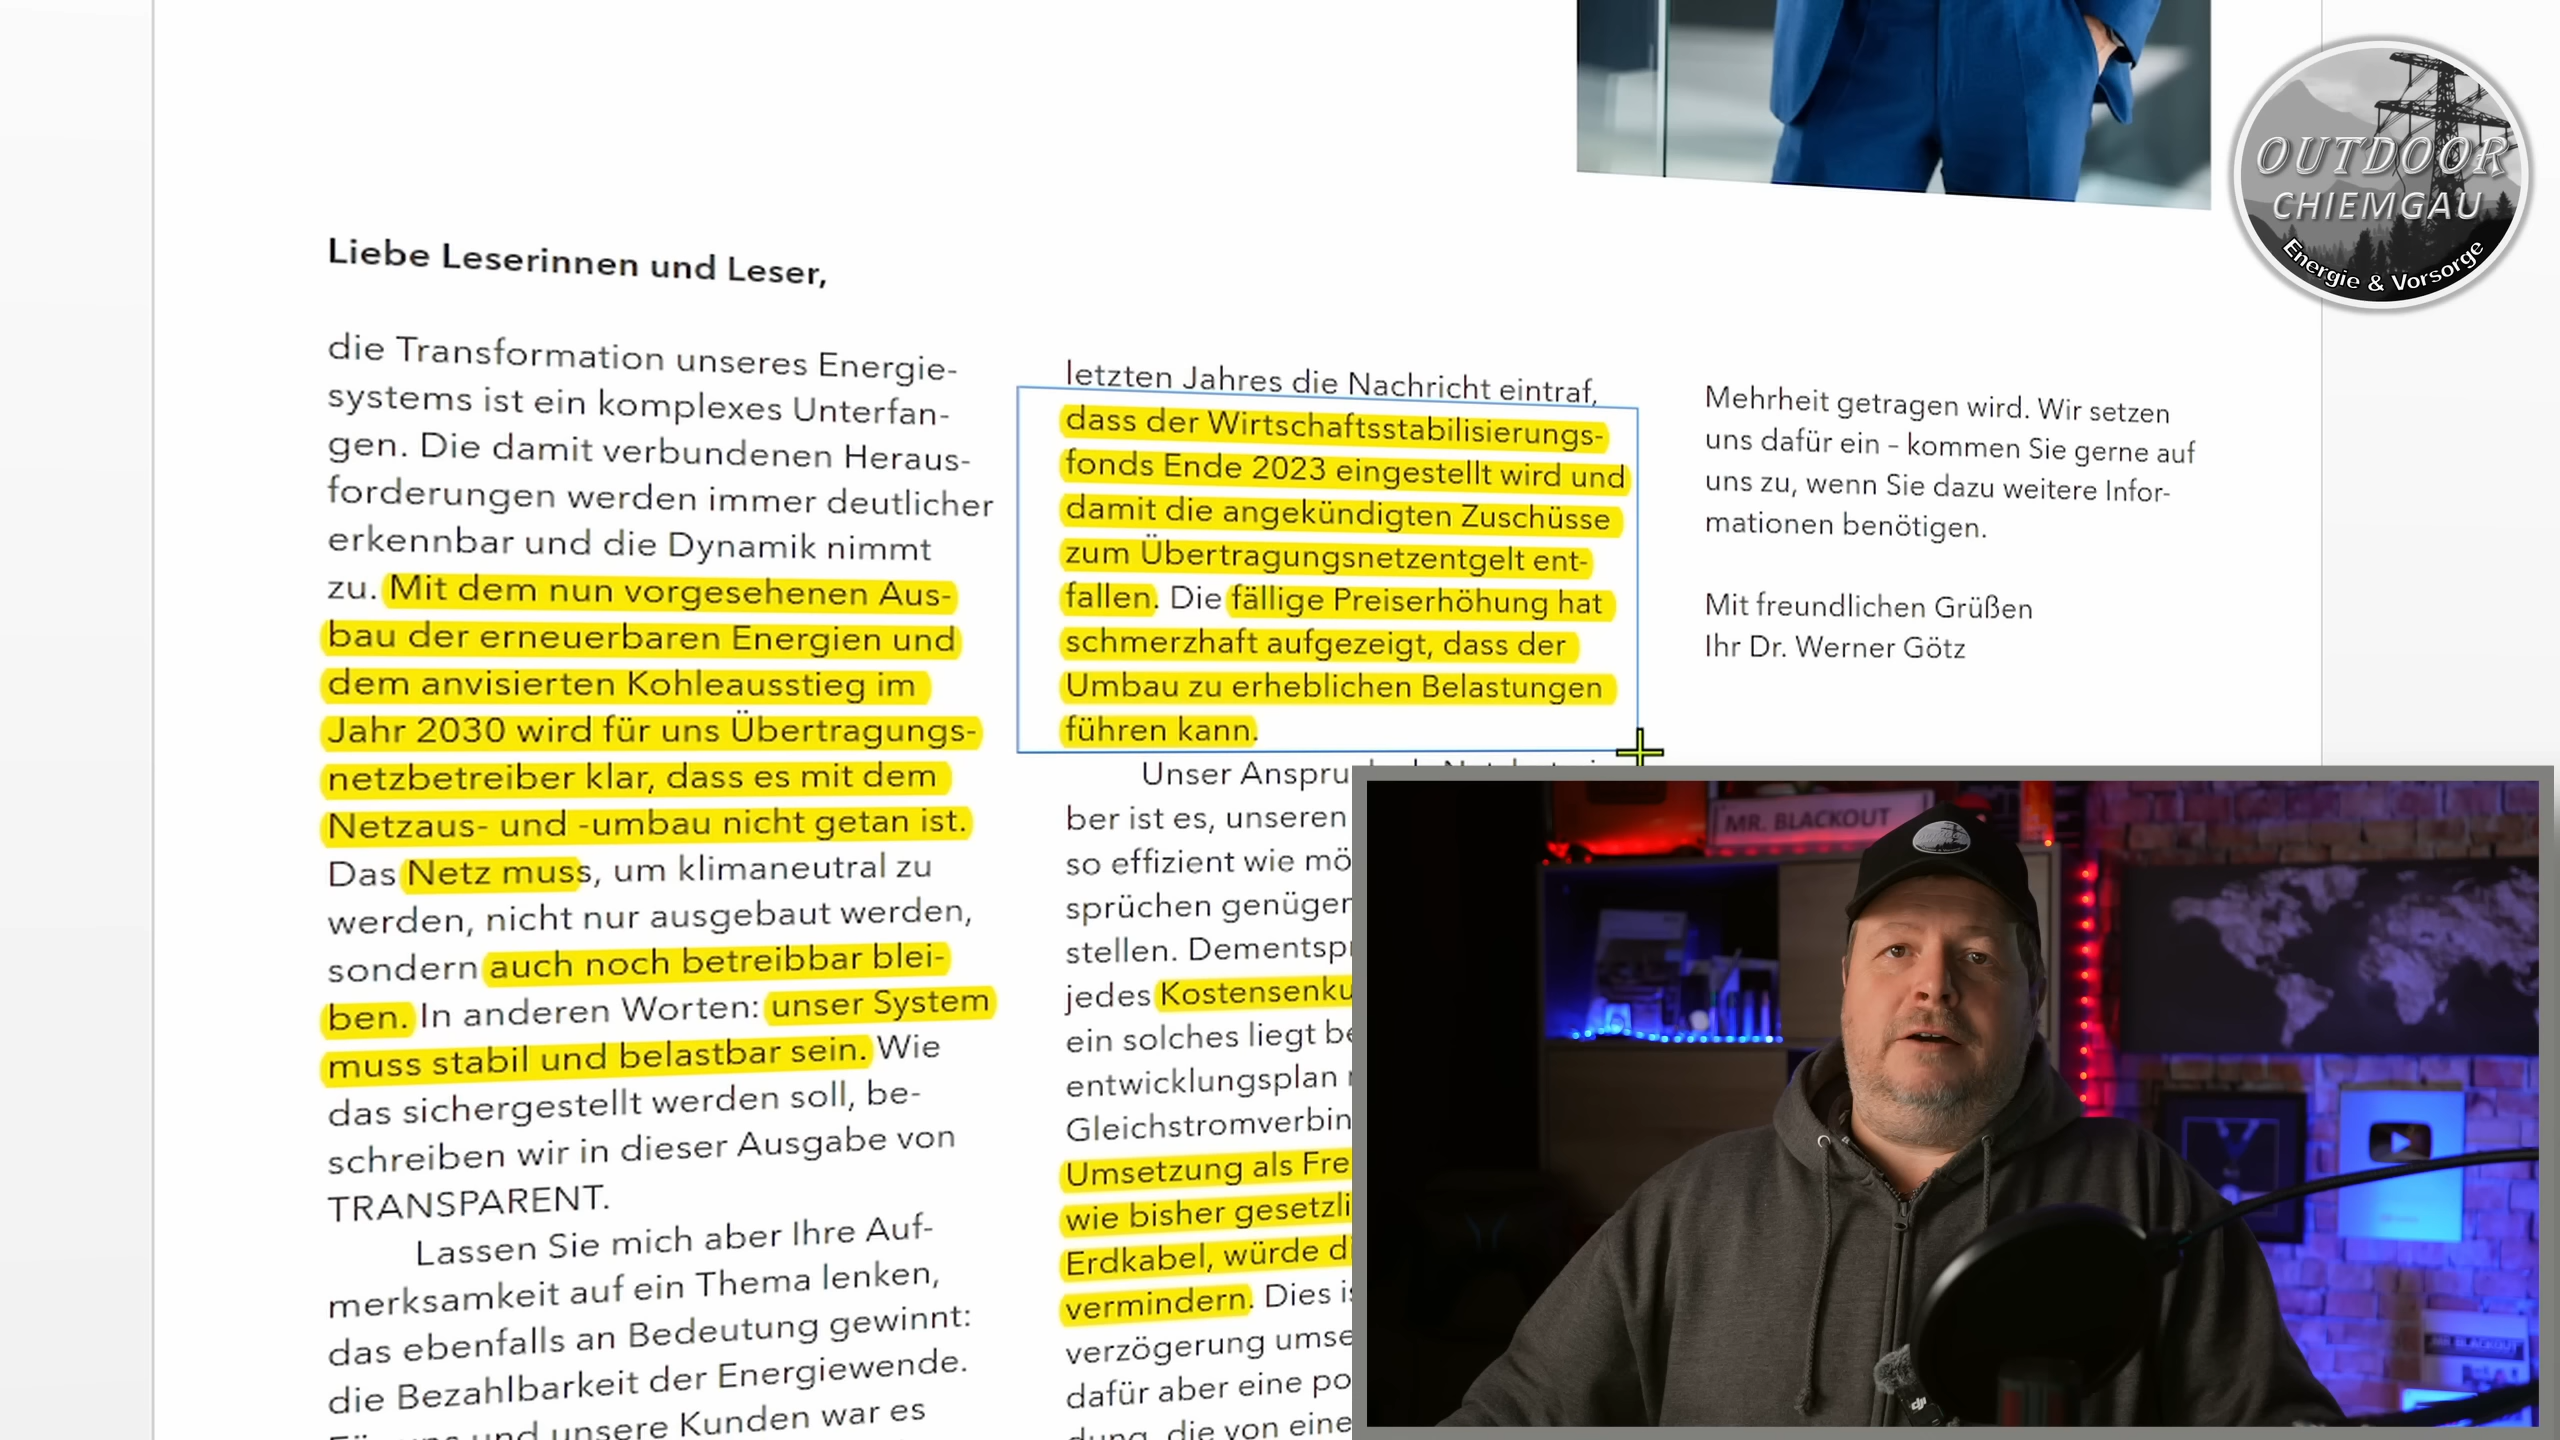 OUTDOOR
CHIEMGAU
Energie & Vorsorge
Liebe Leserinnen und Leser,
die Transformation unseres Energie-
systems ist ein komplexes Unterfan-
gen. Die damit verbundenen Heraus-
forderungen werden immer deutlicher
erkennbar und die Dynamik nimmt
zu. Mit dem nun vorgesehenen Aus-
bau der erneuerbaren Energien und
dem anvisierten Kohleausstieg im
Jahr 2030 wird für uns Übertragungs-
netzbetreiber klar, dass es mit dem
Netzaus- und -umbau nicht getan ist.
Das Netz muss, um klimaneutral zu
werden, nicht nur ausgebaut werden,
sondern auch noch betreibbar blei-
ben. In anderen Worten: unser System
muss stabil und belastbar sein. Wie
das sichergestellt werden soll, be-
schreiben wir in dieser Ausgabe von
TRANSPARENT.
Lassen Sie mich aber Ihre Auf-
merksamkeit auf ein Thema lenken,
das ebenfalls an Bedeutung gewinnt:
die Bezahlbarkeit der Energiewende.
und unsere Kunden war es
letzten Jahres die Nachricht eintraf,
dass der Wirtschaftsstabilisierungs-
fonds Ende 2023 eingestellt wird und
damit die angekündigten Zuschüsse
zum Übertragungsnetzentgelt ent-
fallen. Die fällige Preiserhöhung hat
schmerzhaft aufgezeigt, dass der
Umbau zu erheblichen Belastungen
führen kann.
Unser Anspru
ber ist es, unseren
so effizient wie mö
sprüchen genüger
stellen. Dementspr
jedes Kostensenku
ein solches liegt be
entwicklungsplan
Gleichstromverbin
Umsetzung als Fre
wie bisher gesetzli
Erdkabel, würde di
vermindern. Dies is
verzögerung umse
dafür aber eine po
dung, die von eine
Mehrheit getragen wird. Wir setzen
uns dafür ein – kommen Sie gerne auf
uns zu, wenn Sie dazu weitere Infor-
mationen benötigen.
Mit freundlichen Grüßen
Ihr Dr. Werner Götz
MR. BLACKOUT
dji